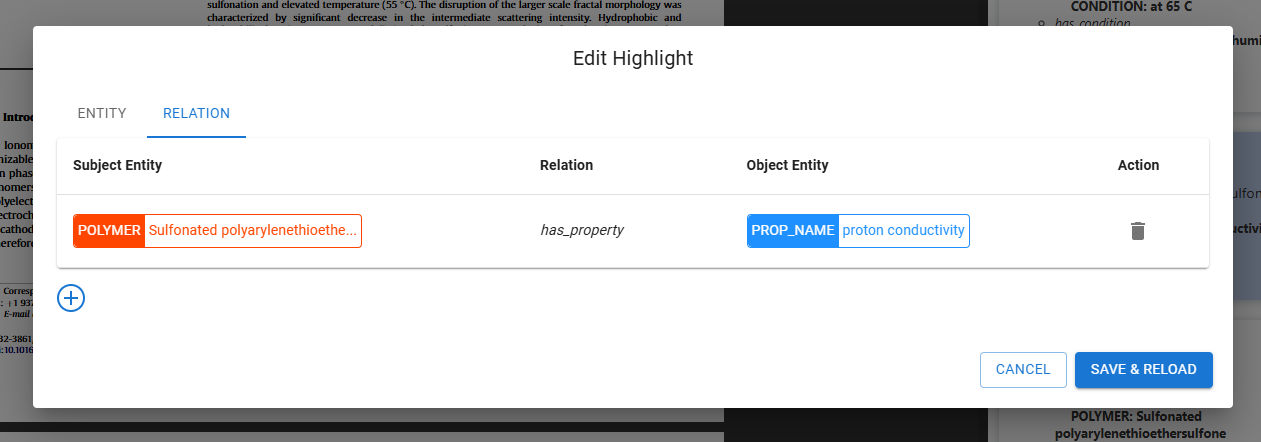 sulfonation and elevated temperature (55 °C). The disruption of the larger scale fractal morphology was
characterized by significant decrease in the intermediate scattering intensity. Hydrophobic and
CONDITION: at 65 C
has_condition
Edit Highlight
ENTITY
RELATION
Subject Entity
Relation
Object Entity
Action
POLYMER Sulfonated polyarylenethioethe...
has_property
PROP_NAME proton conductivity
CANCEL
SAVE & RELOAD
POLYMER: Sulfonated
polyarylenethioethersulfone